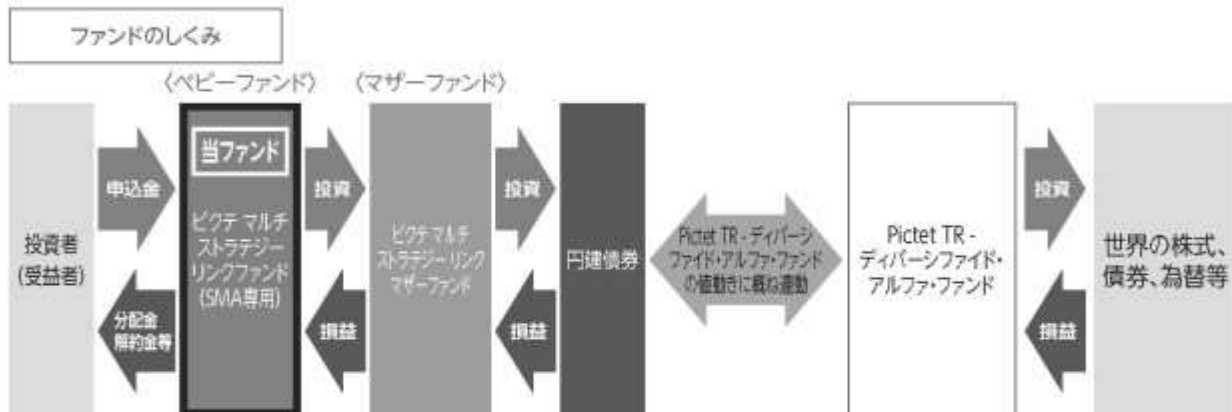 ファンドのしくみ
〈ベビーファンド〉
〈マザーファンド〉
投資者
(受益者)
申込金
分配金
解約金等
当ファンド
ピクテ マルチ
ストラテジー
リンクファンド
(SMA専用)
投資
損益
ピクテ マルチ
ストラテジー リンク
マザーファンド
投資
損益
円建債券
Pictet TR - ディバーシ
ファイド・アルファ・ファンド
の値動きに概ね連動
Pictet TR -
ディバーシファイド・
アルファ・ファンド
投資
損益
世界の株式、
債券、為替等